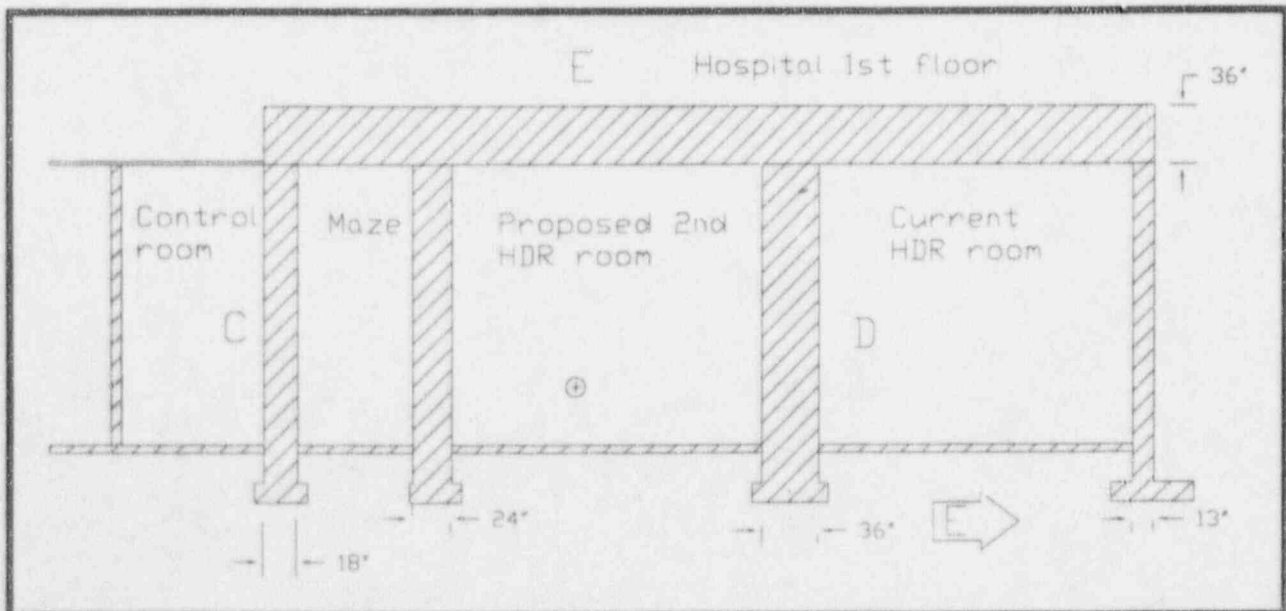 E Hospital 1st floor
36"
Control
room
Maze
Proposed 2nd
HDR room
Current
HDR room
C
D
24"
36"
E
13"
18"